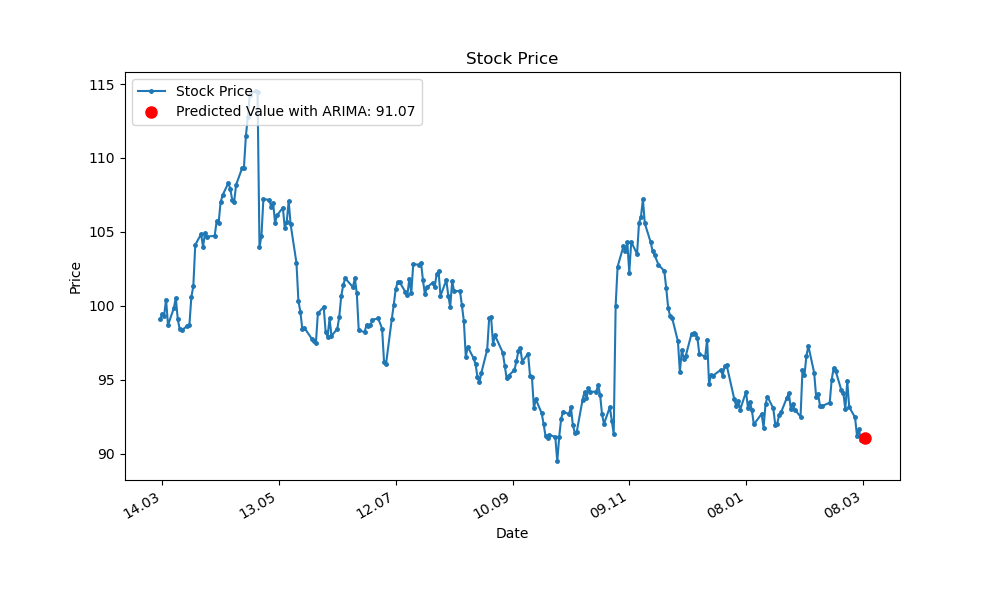 Stock Price
Stock Price
Predicted Value with ARIMA: 91.07
115
110
105
100
95
90
Price
14.03
13.05
12.07
10.09
09.11
08.01
08.03
Date